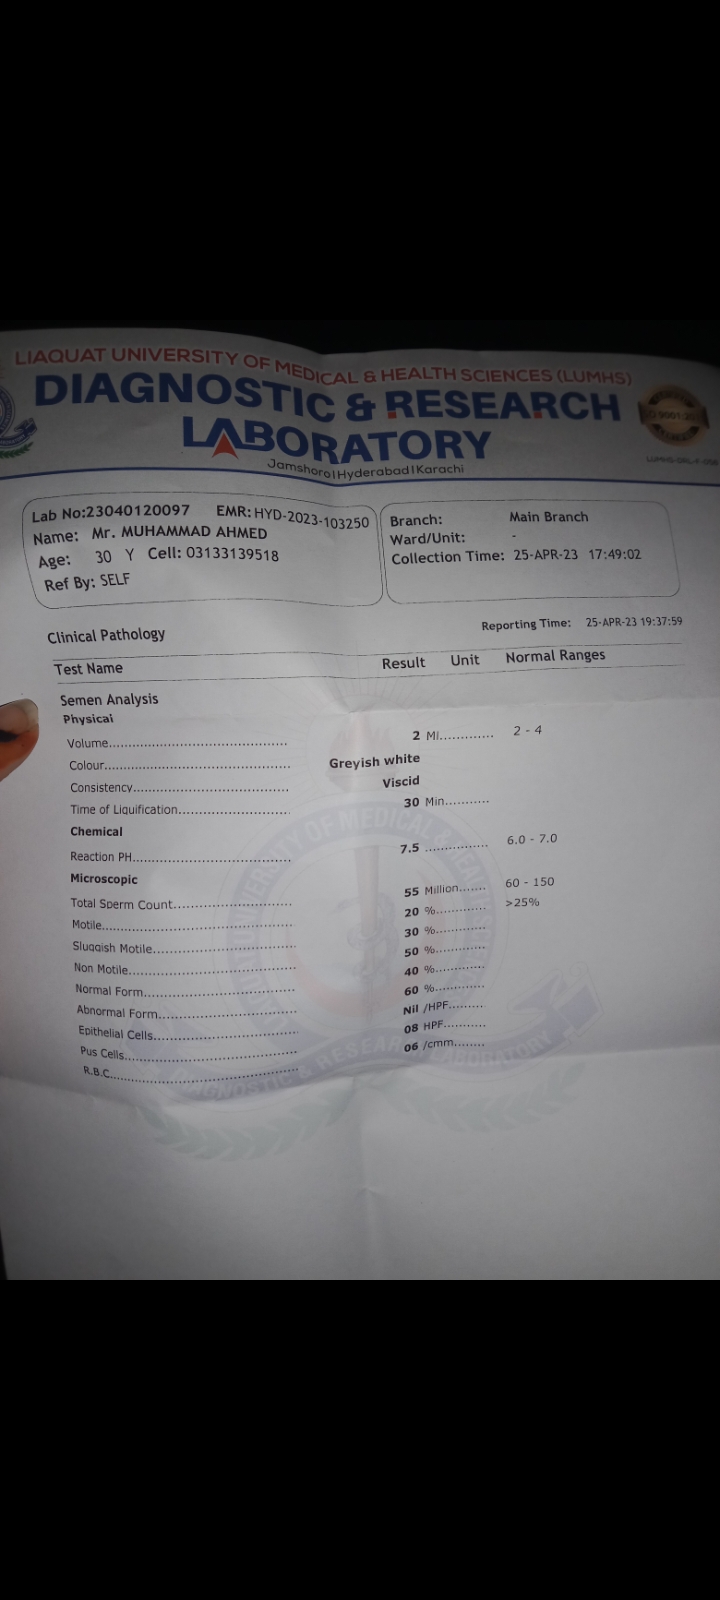 LIAQUAT UNIVERSITY OF MEDICAL & HEALTH SCIENCES (LUMHS)
DIAGNOSTIC & RESEARCH
LABORATORY
Jamshoro|Hyderabad|Karachi
Lab No:23040120097 EMR: HYD-2023-103250
Name: Mr. MUHAMMAD AHMED
Age: 30 Y Cell: 03133139518
Ref By: SELF
Branch: Main Branch
Ward/Unit: -
Collection Time: 25-APR-23 17:49:02
Reporting Time: 25-APR-23 19:37:59
Clinical Pathology
Test Name Result Unit Normal Ranges
Semen Analysis
Physical
Volume 2 Ml 2 - 4
Colour Greyish white
Consistency Viscid
Time of Liquification 30 Min
Chemical
Reaction PH 7.5 6.0 - 7.0
Microscopic
Total Sperm Count 55 Million 60 - 150
Motile 20 % >25%
Sluggish Motile 30 %
Non Motile 50 %
Normal Form 40 %
Abnormal Form 60 %
Epithelial Cells Nil /HPF
Pus Cells 08 HPF
R.B.C 06 /cmm